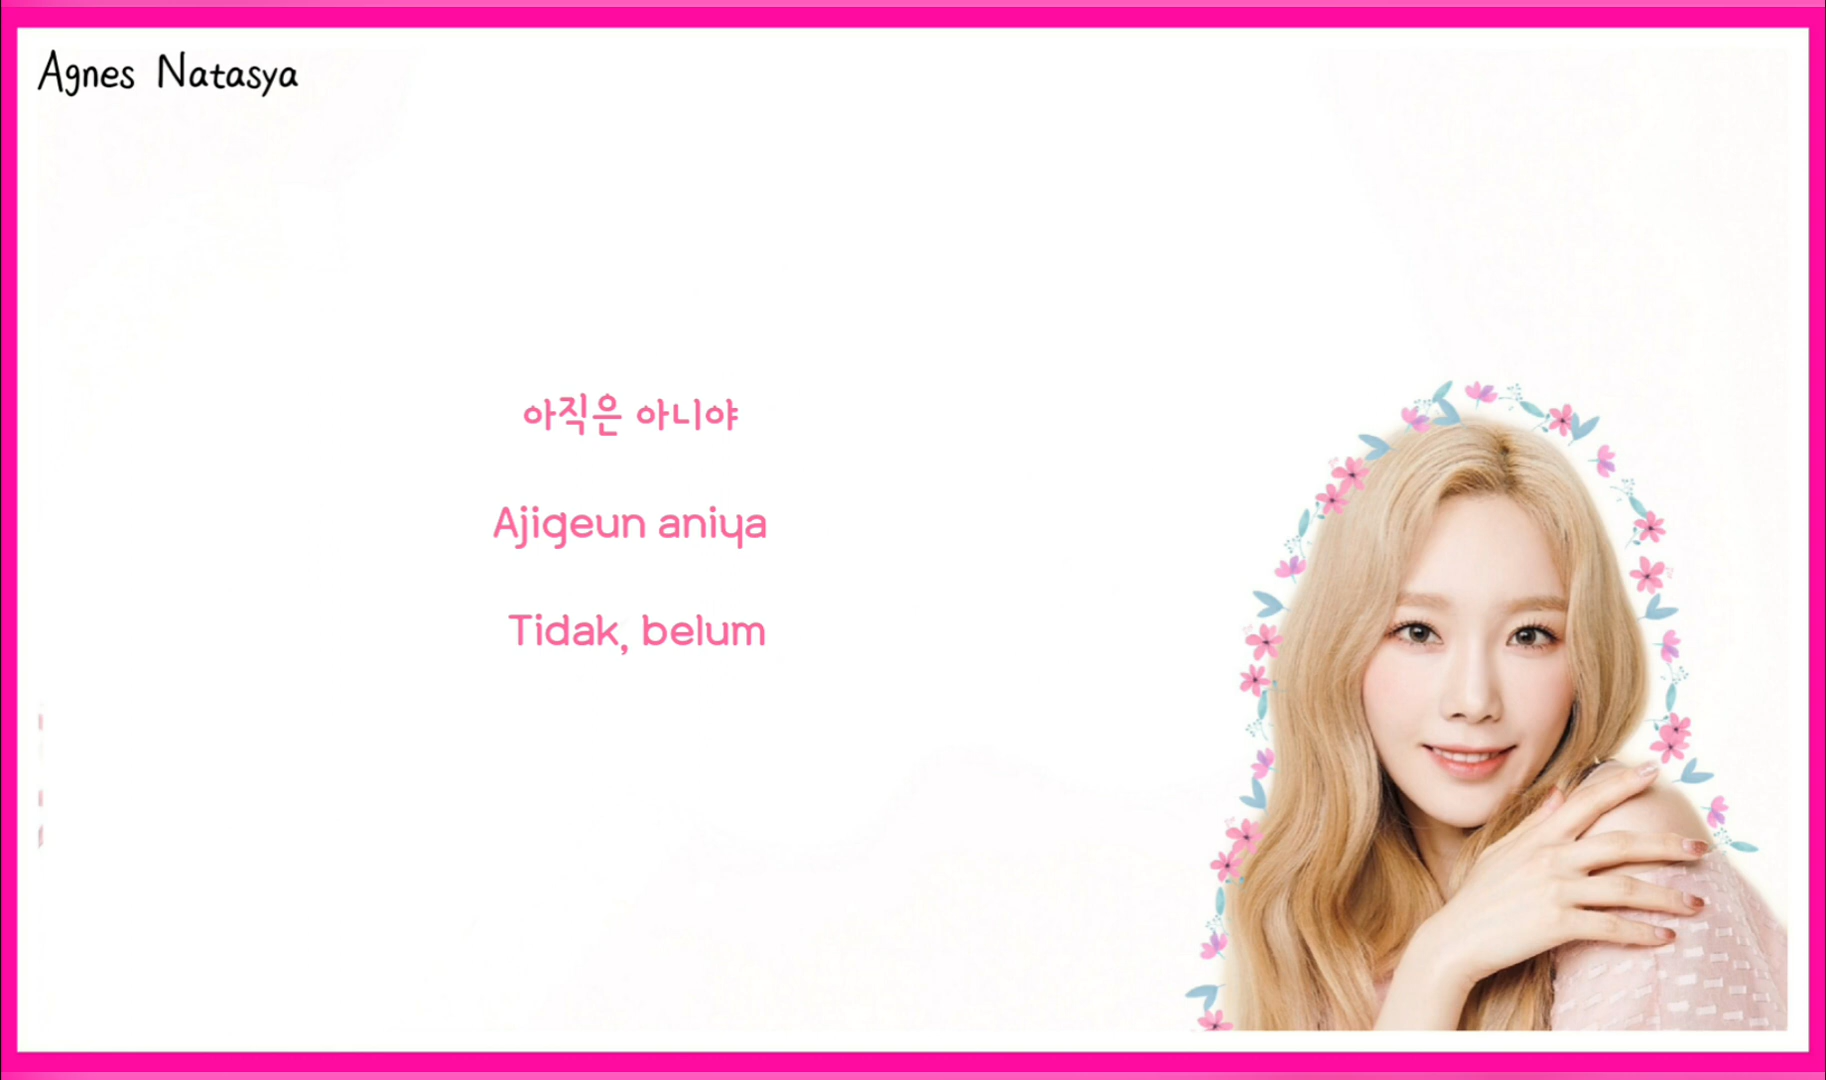 Agnes Natasya
아직은 아니야
Ajigeun aniya
Tidak, belum